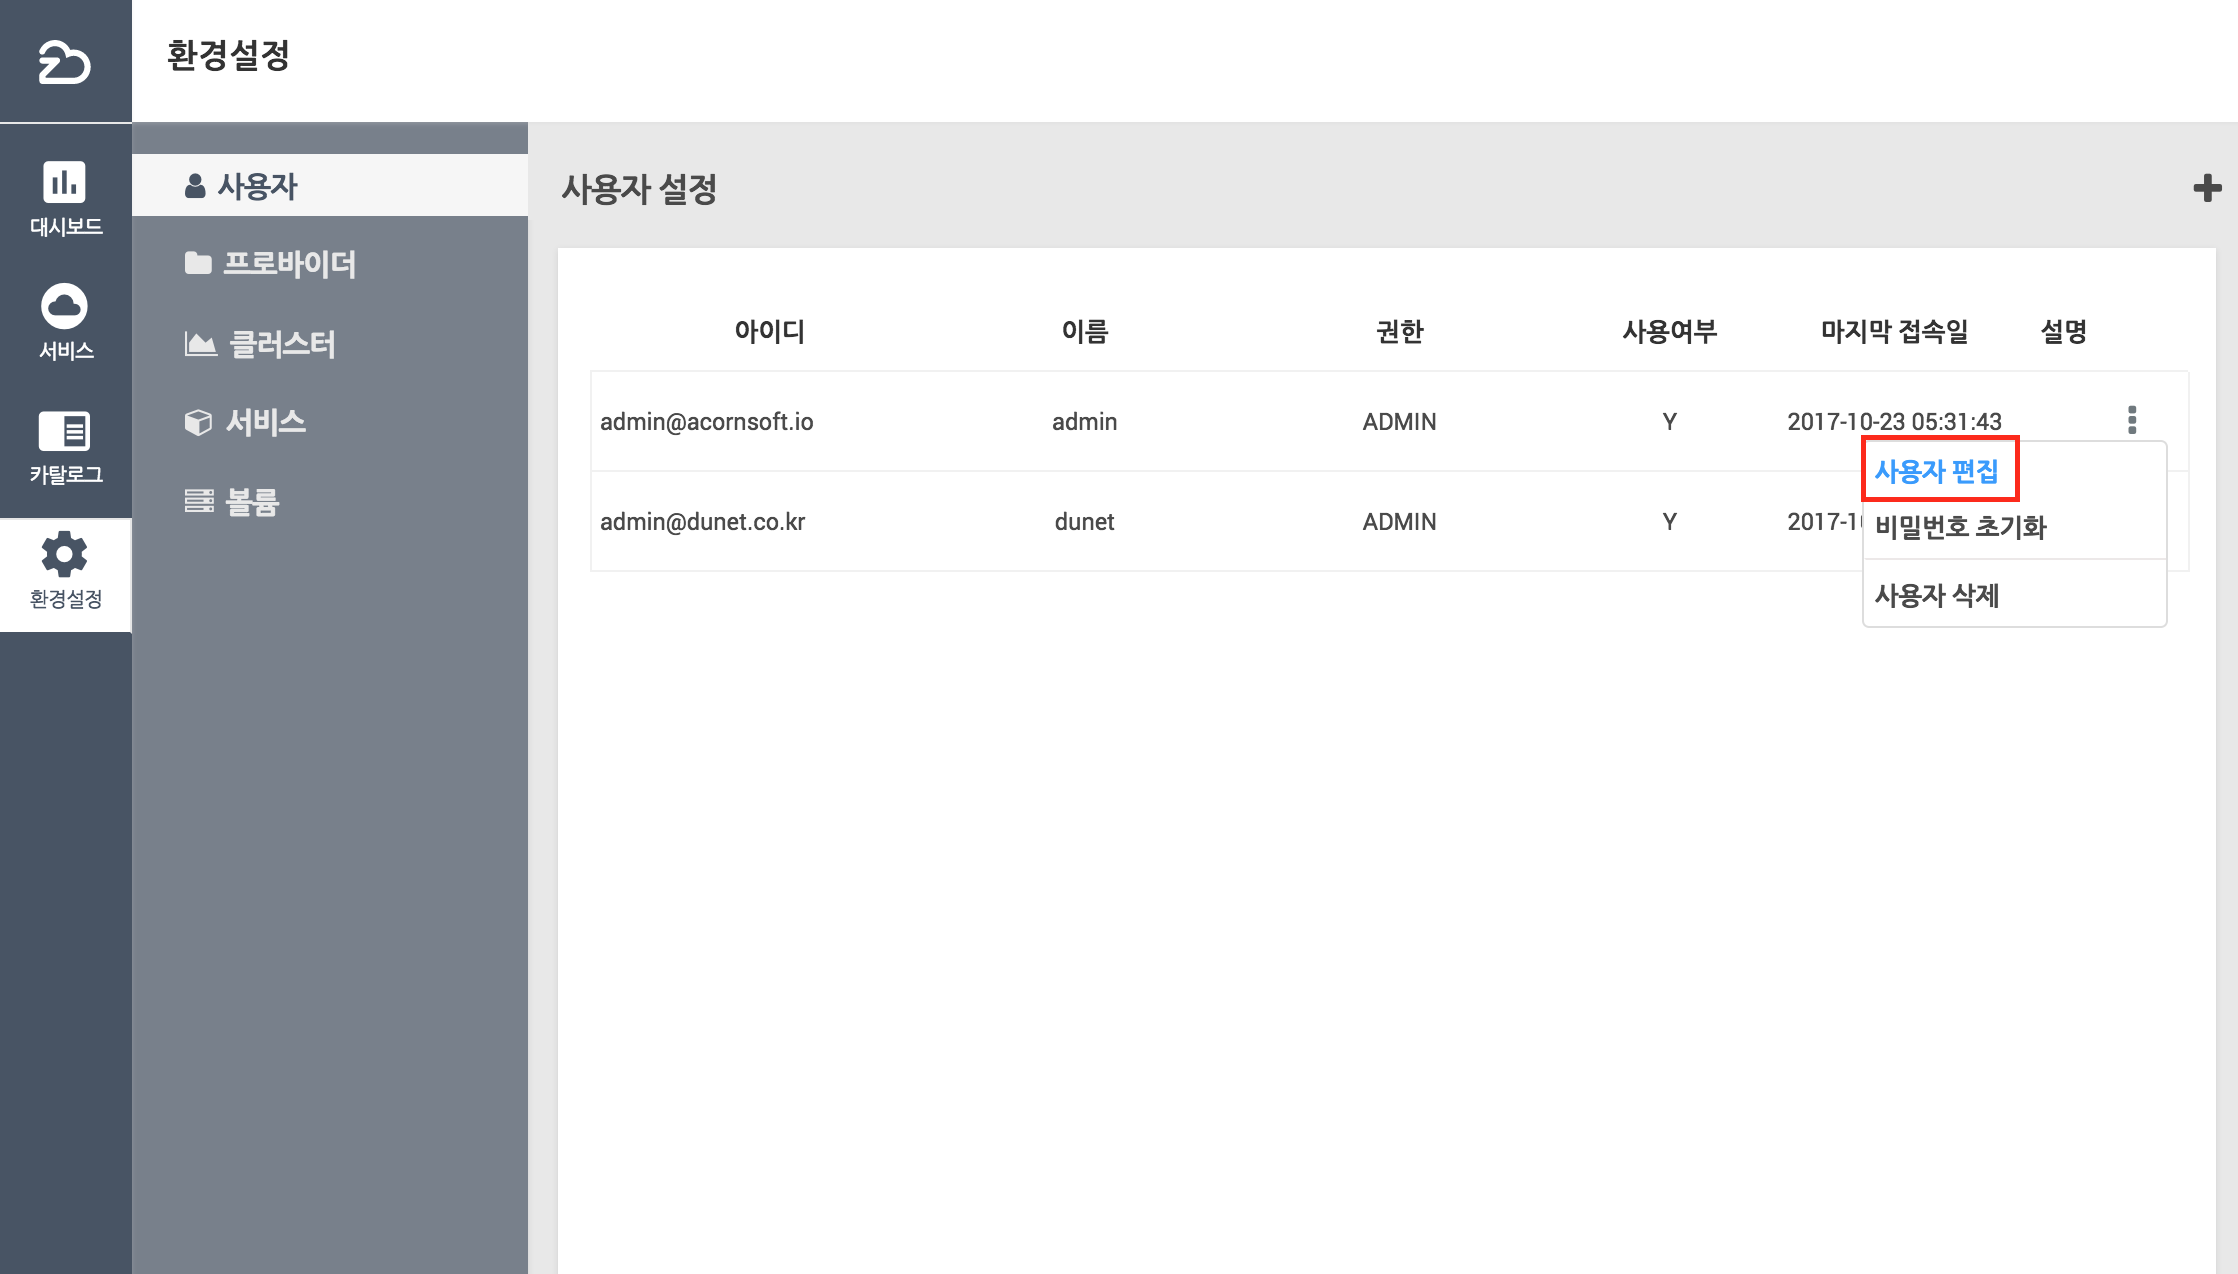 환경설정
대시보드
서비스
카탈로그
환경설정
사용자
프로바이더
클러스터
서비스
볼륨
사용자 설정
아이디 이름 권한 사용여부 마지막 접속일 설명
admin@acornsoft.io admin ADMIN Y 2017-10-23 05:31:43
admin@dunet.co.kr dunet ADMIN Y 2017-1
사용자 편집
비밀번호 초기화
사용자 삭제